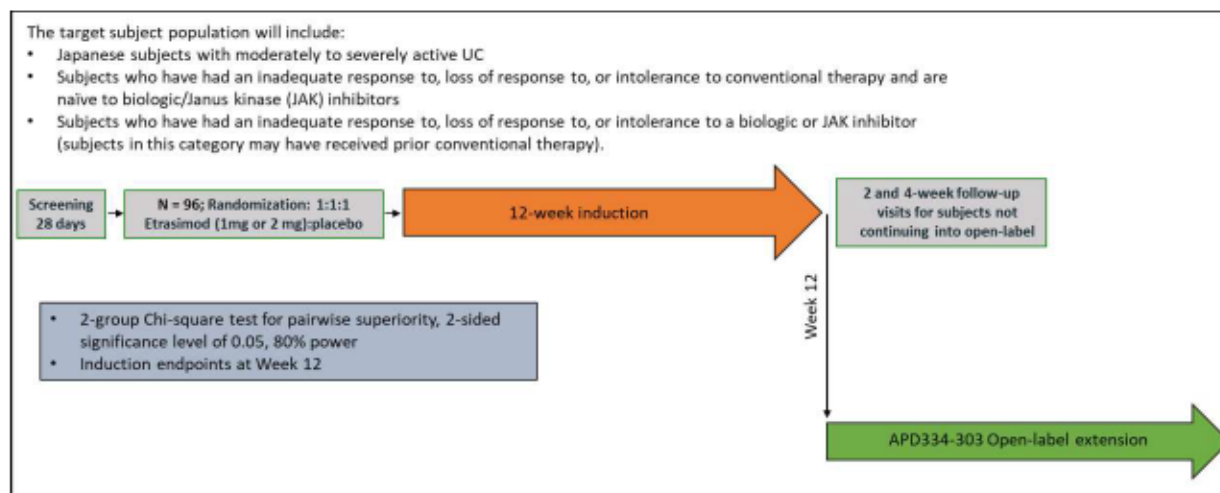 The target subject population will include:
• Japanese subjects with moderately to severely active UC
• Subjects who have had an inadequate response to, loss of response to, or intolerance to conventional therapy and are
naïve to biologic/Janus kinase (JAK) inhibitors
• Subjects who have had an inadequate response to, loss of response to, or intolerance to a biologic or JAK inhibitor
(subjects in this category may have received prior conventional therapy).
Screening
28 days
N = 96; Randomization: 1:1:1
Etrasimod (1mg or 2 mg):placebo
12-week induction
2 and 4-week follow-up
visits for subjects not
continuing into open-label
Week 12
• 2-group Chi-square test for pairwise superiority, 2-sided
significance level of 0.05, 80% power
• Induction endpoints at Week 12
APD334-303 Open-label extension